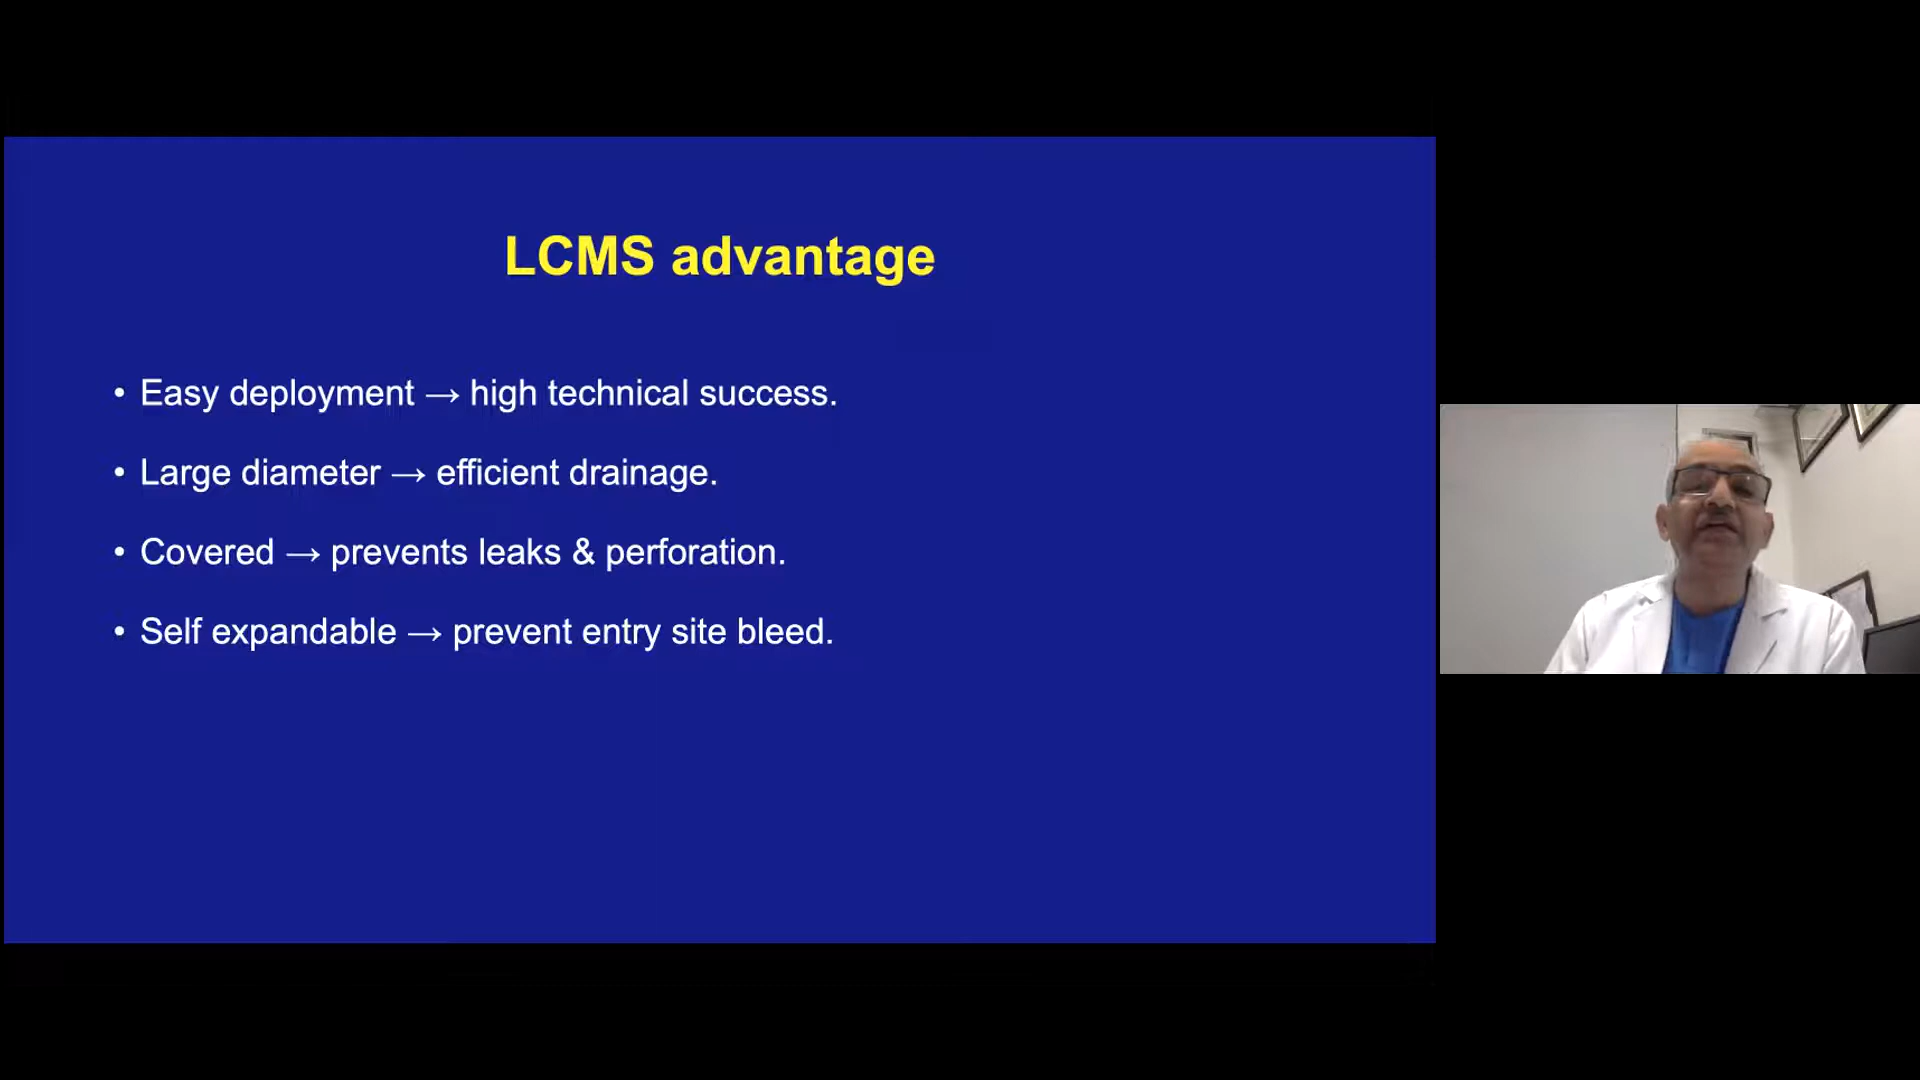 LCMS advantage
• Easy deployment → high technical success.
• Large diameter → efficient drainage.
• Covered → prevents leaks & perforation.
• Self expandable → prevent entry site bleed.